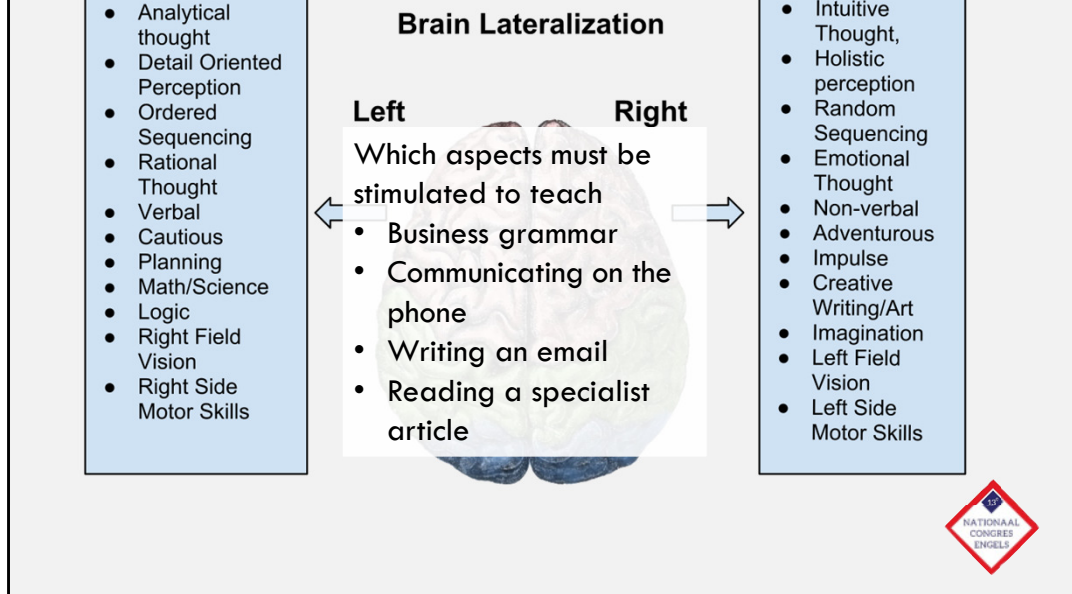 Brain Lateralization
● Analytical
thought
● Detail Oriented
Perception
● Ordered
Sequencing
● Rational
Thought
● Verbal
● Cautious
● Planning
● Math/Science
● Logic
● Right Field
Vision
● Right Side
Motor Skills
Left
Right
Which aspects must be
stimulated to teach
• Business grammar
• Communicating on the
phone
• Writing an email
• Reading a specialist
article
● Intuitive
Thought,
● Holistic
perception
● Random
Sequencing
● Emotional
Thought
● Non-verbal
● Adventurous
● Impulse
● Creative
Writing/Art
● Imagination
● Left Field
Vision
● Left Side
Motor Skills
NATIONAAL
CONGRES
ENGELS